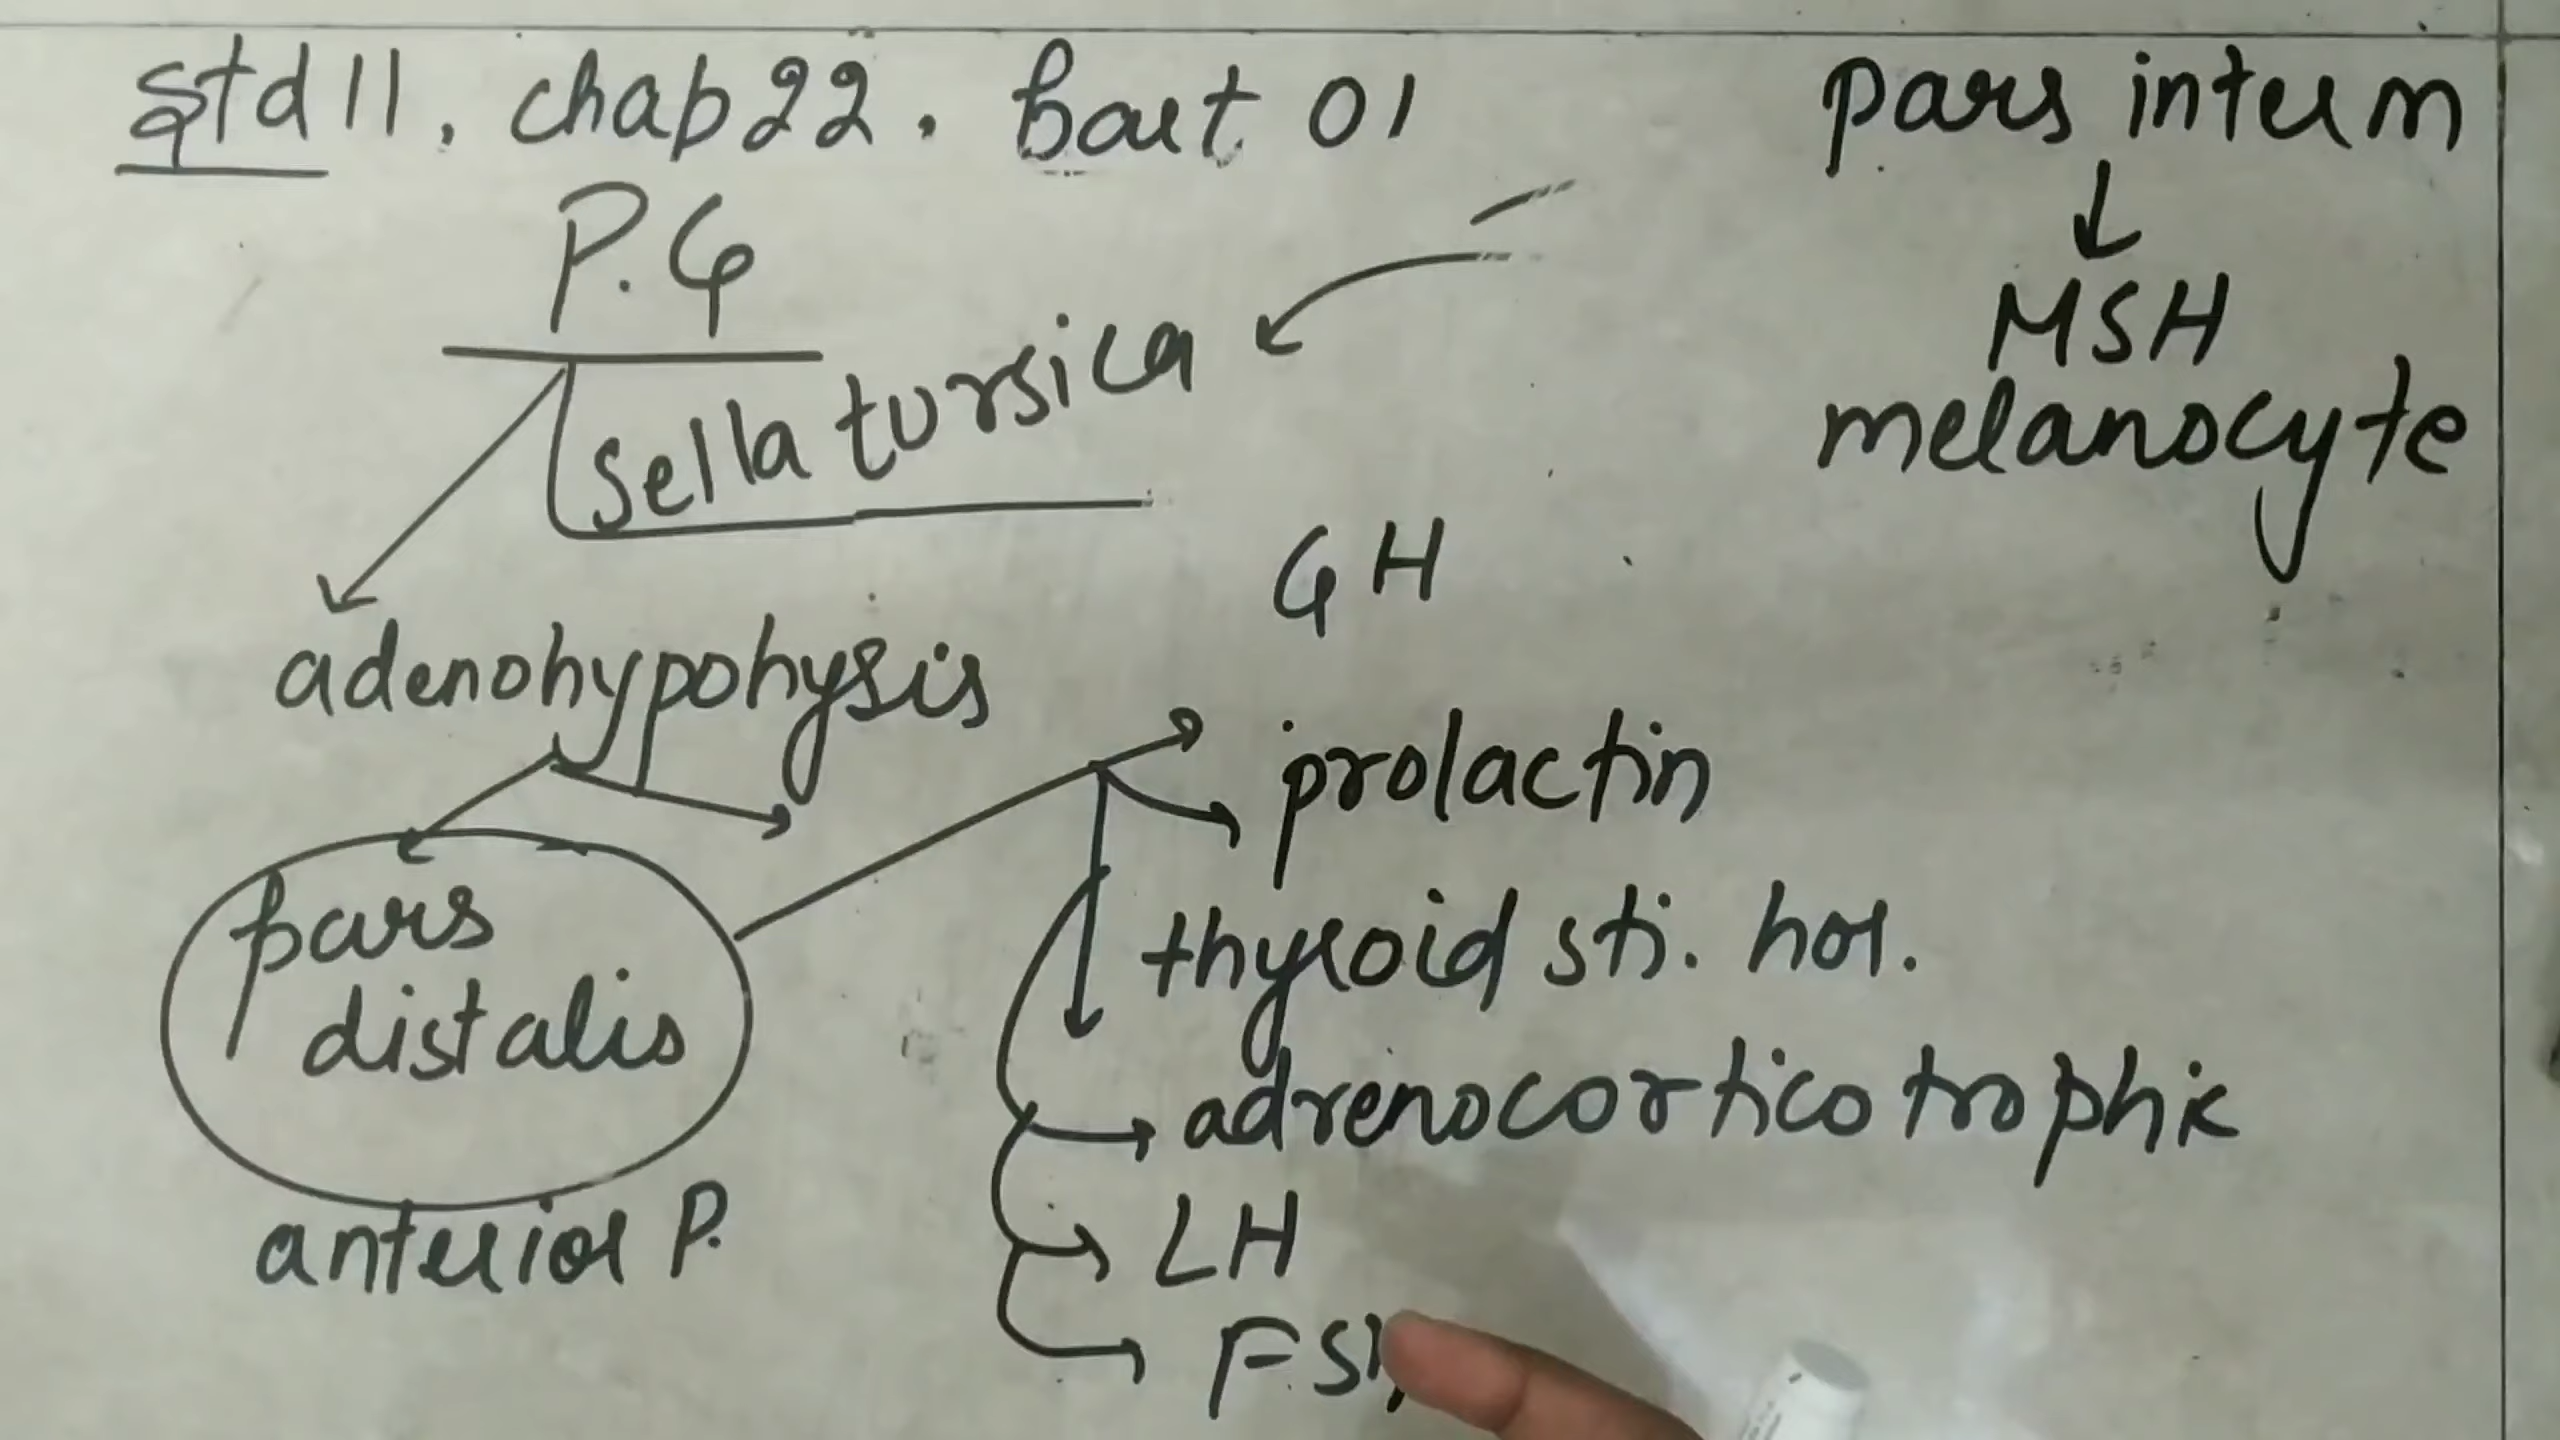 std 11, chap 22. Part 01
P.G
sella tursica
adenohypohysis
pars
distalis
anterior P.
GH
prolactin
thyroid sti. hor.
adrenocorticotrophic
LH
FSH
pars interm
MSH
melanocyte